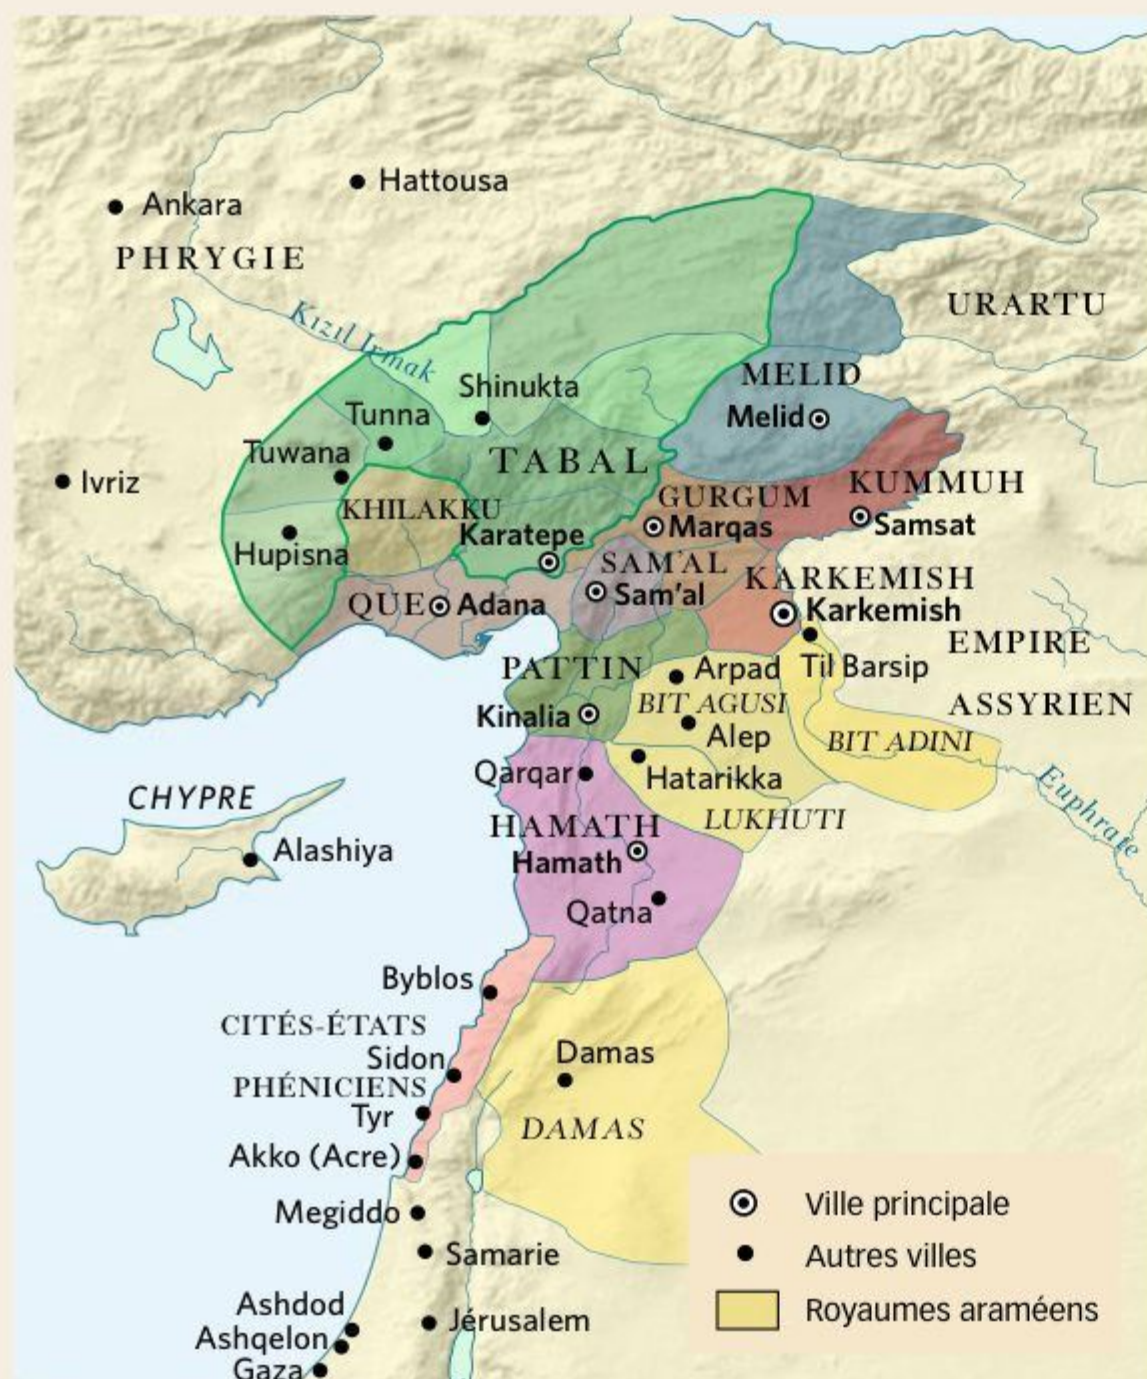 Hattousa
Ankara
PHRYGIE
Kızıl Irmak
URARTU
Shinukta
MELID
Melid
Tunna
Tuwana
TABAL
Ivriz
KHILAKKU
GURGUM
KUMMUH
Marqas
Samsat
Karatepe
Hupisna
SAM'AL
Sam'al
KARKEMISH
Karkemish
QUE
Adana
EMPIRE
ASSYRIEN
PATTIN
Arpad
Til Barsip
BIT AGUSI
Kinalia
Alep
BIT ADINI
Qarqar
Hatarikka
Euphrate
CHYPRE
HAMATH
LUKHUTI
Alashiya
Hamath
Qatna
Byblos
CITÉS-ÉTATS
PHÉNICIENS
Sidon
Damas
DAMAS
Tyr
Akko (Acre)
Megiddo
Samarie
Ashdod
Ashqelon
Jérusalem
Gaza
Ville principale
Autres villes
Royaumes araméens